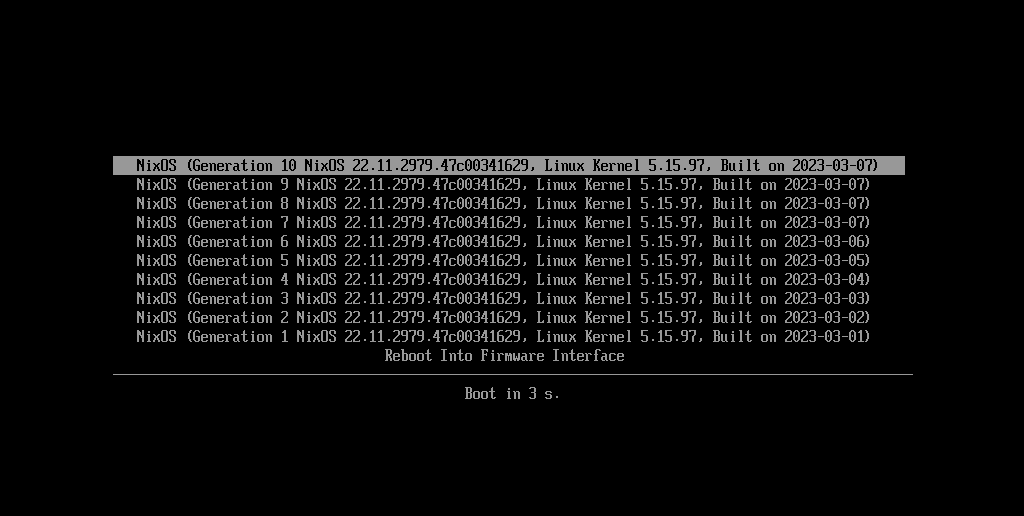 NixOS (Generation 10 NixOS 22.11.2979.47c00341629, Linux Kernel 5.15.97, Built on 2023-03-07)
NixOS (Generation 9 NixOS 22.11.2979.47c00341629, Linux Kernel 5.15.97, Built on 2023-03-07)
NixOS (Generation 8 NixOS 22.11.2979.47c00341629, Linux Kernel 5.15.97, Built on 2023-03-07)
NixOS (Generation 7 NixOS 22.11.2979.47c00341629, Linux Kernel 5.15.97, Built on 2023-03-07)
NixOS (Generation 6 NixOS 22.11.2979.47c00341629, Linux Kernel 5.15.97, Built on 2023-03-06)
NixOS (Generation 5 NixOS 22.11.2979.47c00341629, Linux Kernel 5.15.97, Built on 2023-03-05)
NixOS (Generation 4 NixOS 22.11.2979.47c00341629, Linux Kernel 5.15.97, Built on 2023-03-04)
NixOS (Generation 3 NixOS 22.11.2979.47c00341629, Linux Kernel 5.15.97, Built on 2023-03-03)
NixOS (Generation 2 NixOS 22.11.2979.47c00341629, Linux Kernel 5.15.97, Built on 2023-03-02)
NixOS (Generation 1 NixOS 22.11.2979.47c00341629, Linux Kernel 5.15.97, Built on 2023-03-01)
Reboot Into Firmware Interface
Boot in 3 s.